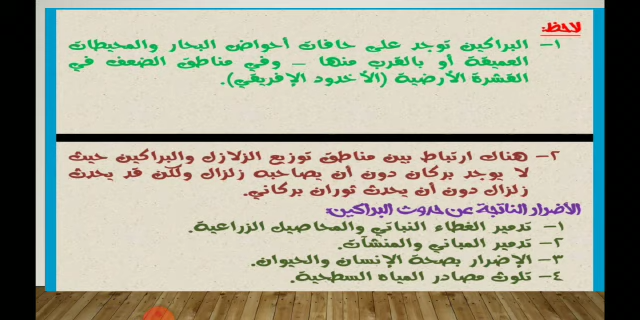 لاحظ:
١- البراكين توجد على حافات أحواض البحار والمحيطات
العميقة أو بالقرب منها – وفي مناطق الضعف في
القشرة الأرضية (الأخدود الإفريقي).
٢- هناك ارتباط بين مناطق توزيع الزلازل والبراكين حيث
لا يوجد بركان دون أن يصاحبه زلزال ولكن قد يحدث
زلزال دون أن يحدث ثوران بركاني.
الأضرار الناتجة عن حدوث البراكين:
١- تدمير الغطاء النباتي والمحاصيل الزراعية.
٢- تدمير المباني والمنشآت.
٣- الإضرار بصحة الإنسان والحيوان.
٤- تلوث مصادر المياه السطحية.